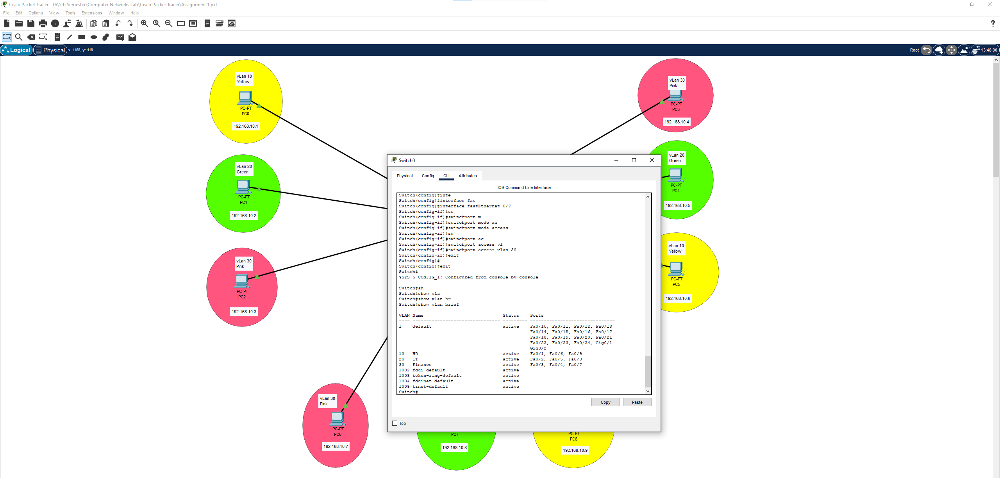 Cisco Packet Tracer - D:\5th Semester\Computer Networks Lab\Cisco Packet Tracer\Assignment 1.pkt
File Edit Options View Tools Extensions Window Help
Logical Physical x: 1188, y: 419 Root 13:48:00
vLan 10
Yellow
PC-PT
PC0
192.168.10.1
vLan 20
Green
PC-PT
PC1
192.168.10.2
vLan 30
Pink
PC-PT
PC2
192.168.10.3
vLan 30
Pink
PC-PT
PC3
192.168.10.4
vLan 20
Green
PC-PT
PC4
192.168.10.5
vLan 10
Yellow
PC-PT
PC5
192.168.10.6
vLan 30
Pink
PC-PT
PC6
192.168.10.7
PC7
192.168.10.8
PC-PT
PC8
192.168.10.9
Switch0
Physical Config CLI Attributes
IOS Command Line Interface
Switch(config)#inte
Switch(config)#interface fas
Switch(config)#interface fastEthernet 0/7
Switch(config-if)#sw
Switch(config-if)#switchport m
Switch(config-if)#switchport mode ac
Switch(config-if)#switchport mode access
Switch(config-if)#sw
Switch(config-if)#switchport ac
Switch(config-if)#switchport access vl
Switch(config-if)#switchport access vlan 30
Switch(config-if)#exit
Switch(config)#
Switch(config)#exit
Switch#
%SYS-5-CONFIG_I: Configured from console by console
Switch#sh
Switch#show vla
Switch#show vlan br
Switch#show vlan brief
VLAN Name Status Ports
---- -------------------------------- --------- -------------------------------
1 default active Fa0/10, Fa0/11, Fa0/12, Fa0/13
Fa0/14, Fa0/15, Fa0/16, Fa0/17
Fa0/18, Fa0/19, Fa0/20, Fa0/21
Fa0/22, Fa0/23, Fa0/24, Gig0/1
Gig0/2
10 HR active Fa0/1, Fa0/6, Fa0/9
20 IT active Fa0/2, Fa0/5, Fa0/8
30 Finance active Fa0/3, Fa0/4, Fa0/7
1002 fddi-default active
1003 token-ring-default active
1004 fddinet-default active
1005 trnet-default active
Switch#
Copy Paste
Top